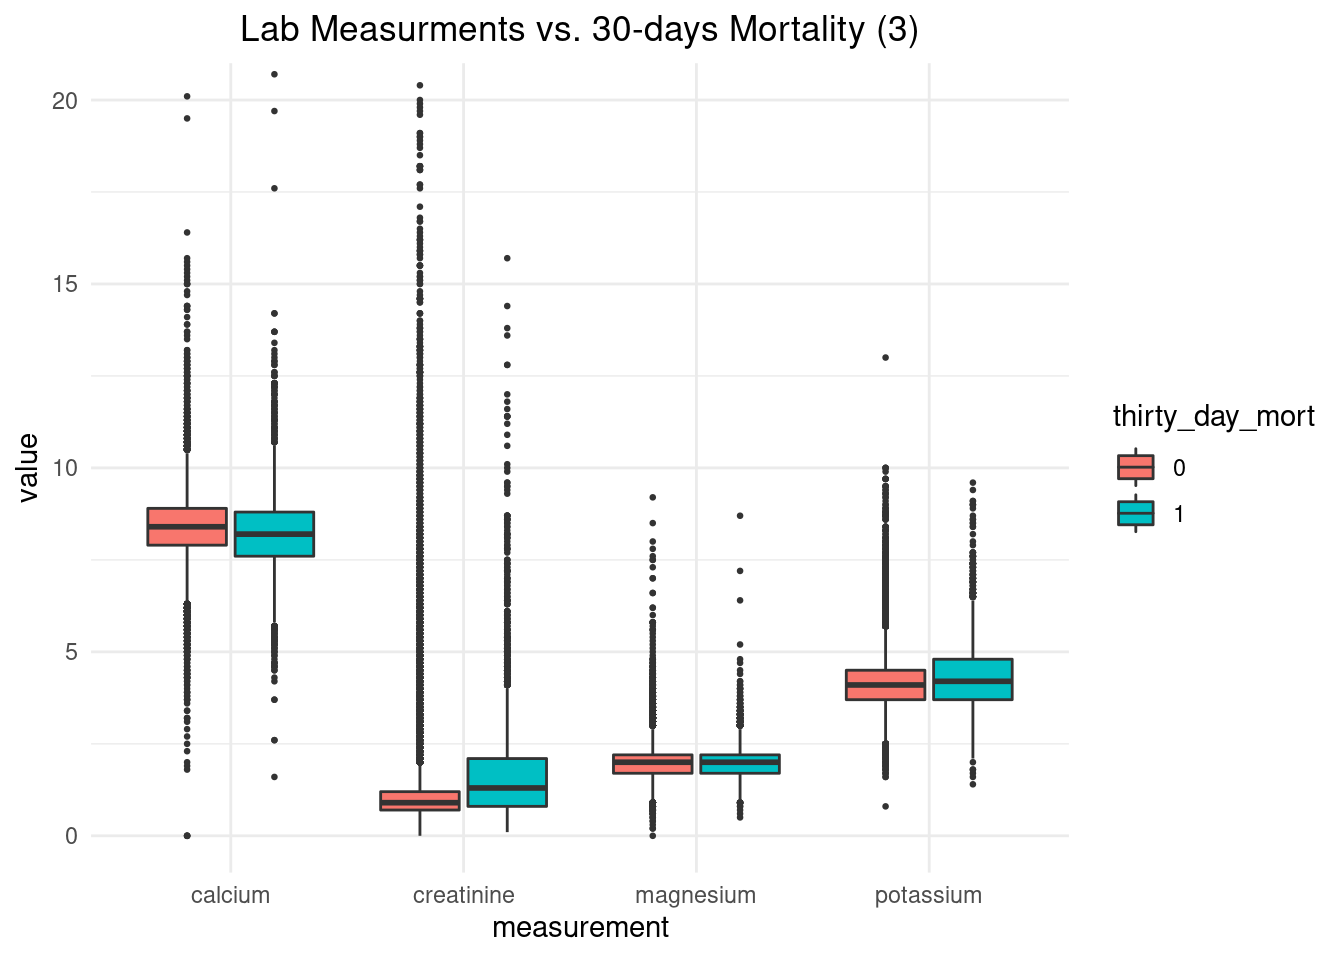 Lab Measurments vs. 30-days Mortality (3)
20
15
10
5
0
value
calcium
creatinine
magnesium
potassium
measurement
thirty_day_mort
0
1